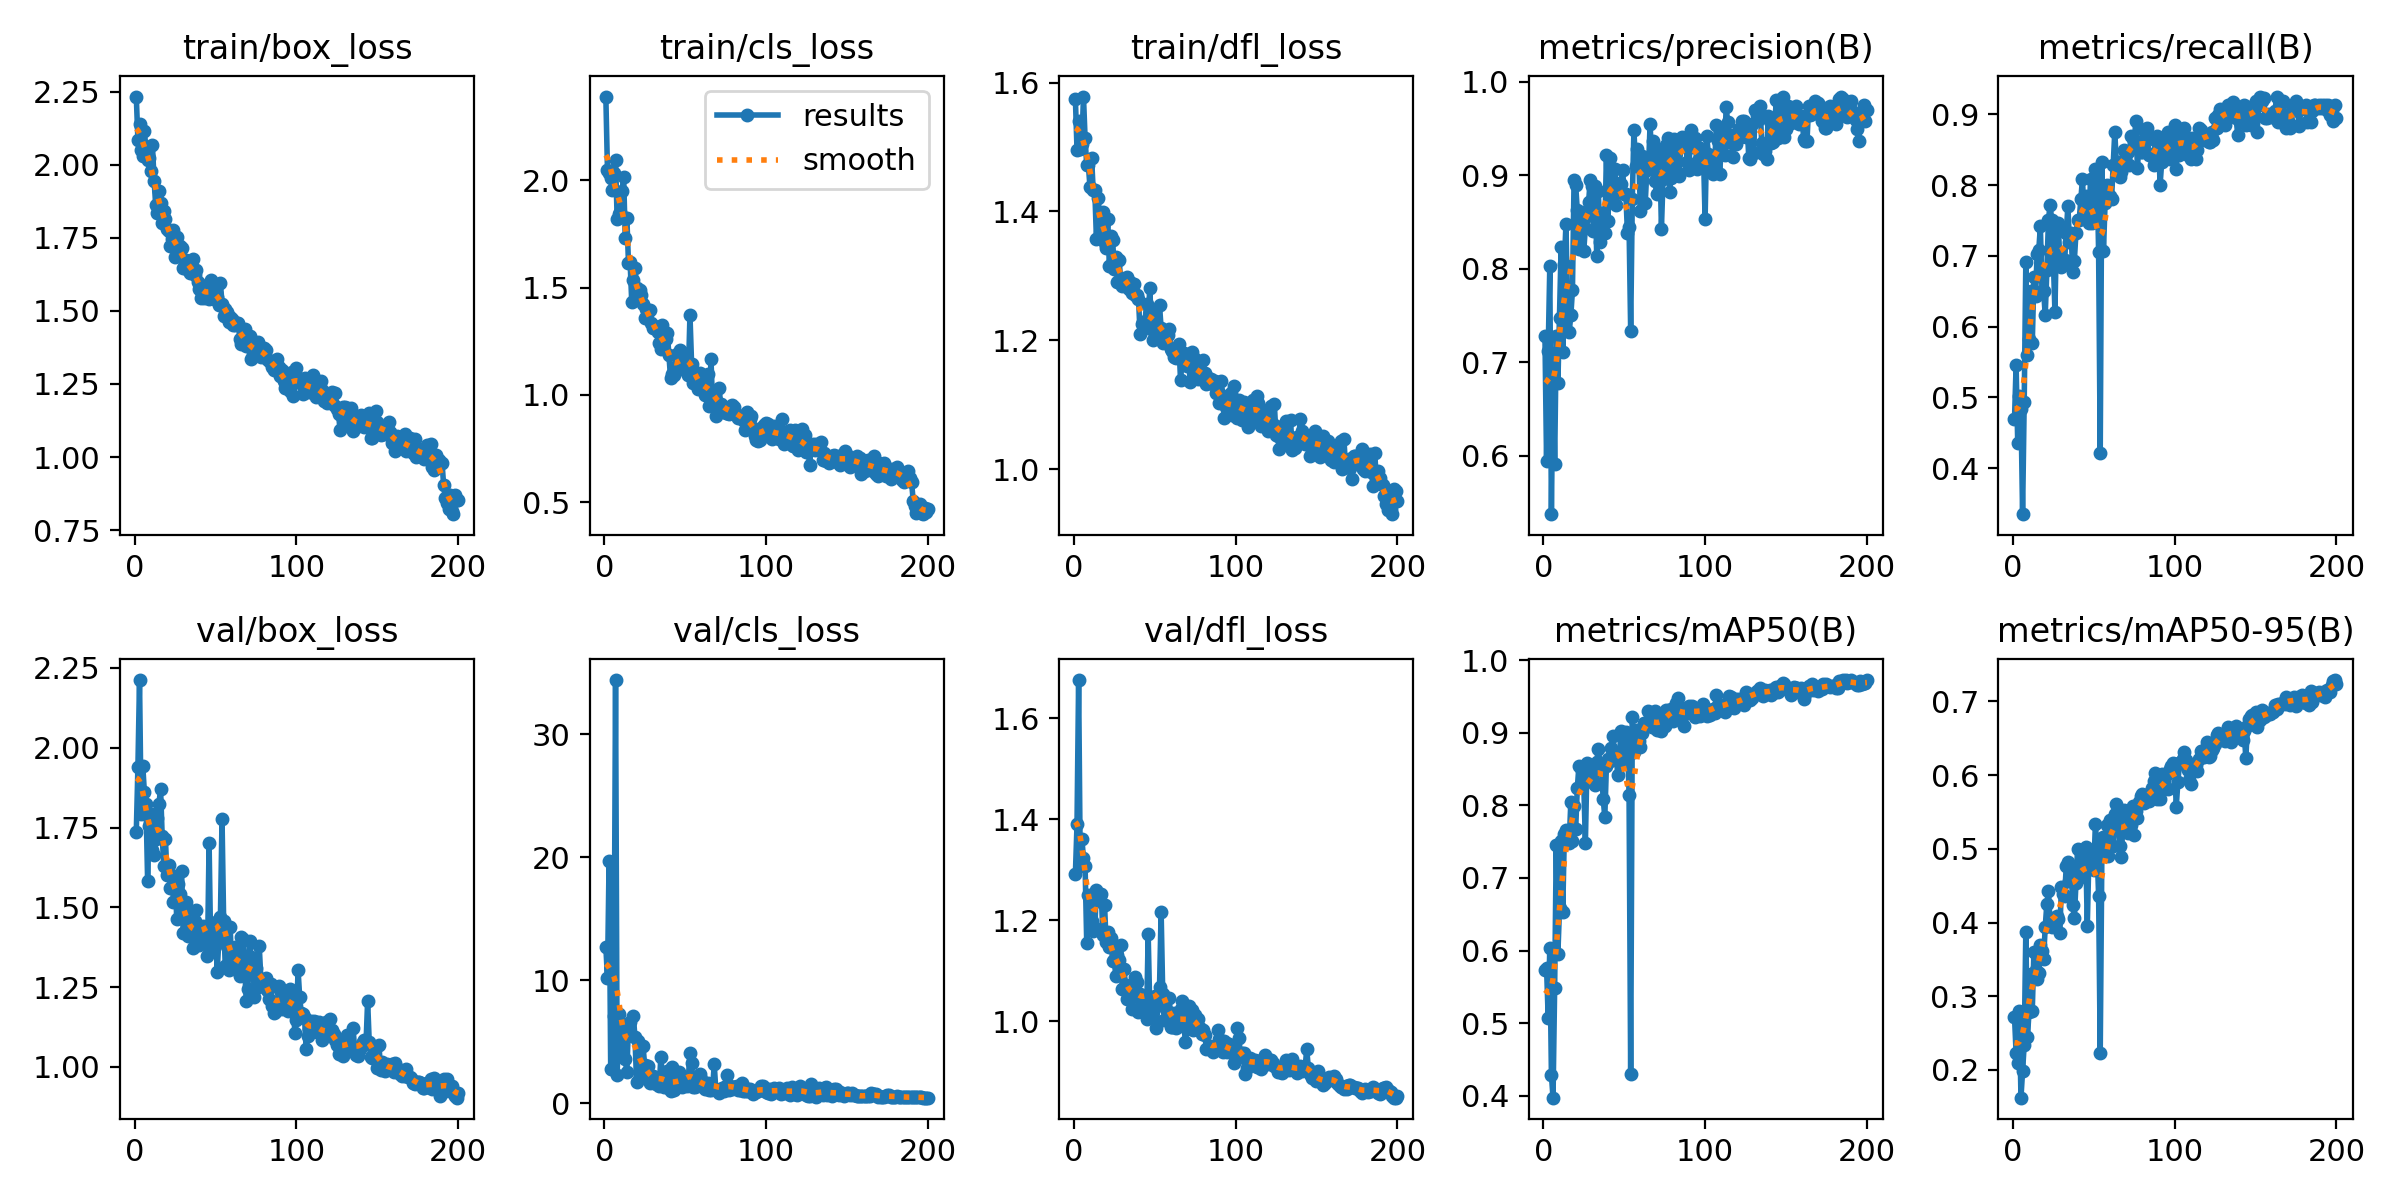 train/box_loss
train/cls_loss
train/dfl_loss
metrics/precision(B)
metrics/recall(B)
2.25
2.00
1.75
1.50
1.25
1.00
0.75
0 100 200
results
smooth
2.0
1.5
1.0
0.5
0 100 200
1.6
1.4
1.2
1.0
0 100 200
1.0
0.9
0.8
0.7
0.6
0 100 200
0.9
0.8
0.7
0.6
0.5
0.4
0 100 200
val/box_loss
val/cls_loss
val/dfl_loss
metrics/mAP50(B)
metrics/mAP50-95(B)
2.25
2.00
1.75
1.50
1.25
1.00
0 100 200
30
20
10
0
0 100 200
1.6
1.4
1.2
1.0
0 100 200
1.0
0.9
0.8
0.7
0.6
0.5
0.4
0 100 200
0.7
0.6
0.5
0.4
0.3
0.2
0 100 200